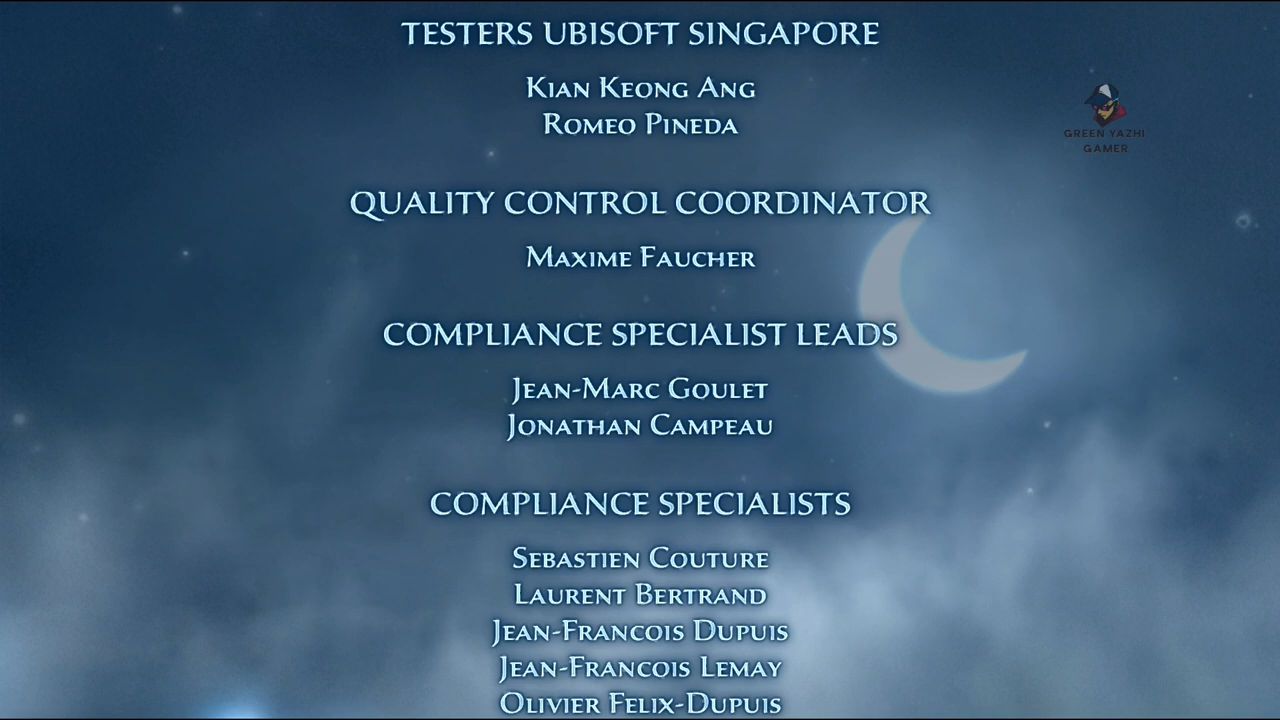 TESTERS UBISOFT SINGAPORE
KIAN KEONG ANG
ROMEO PINEDA
GREEN YAZHI
GAMER
QUALITY CONTROL COORDINATOR
MAXIME FAUCHER
COMPLIANCE SPECIALIST LEADS
JEAN-MARC GOULET
JONATHAN CAMPEAU
COMPLIANCE SPECIALISTS
SEBASTIEN COUTURE
LAURENT BERTRAND
JEAN-FRANCOIS DUPUIS
JEAN-FRANCOIS LEMAY
OLIVIER FELIX-DUPUIS